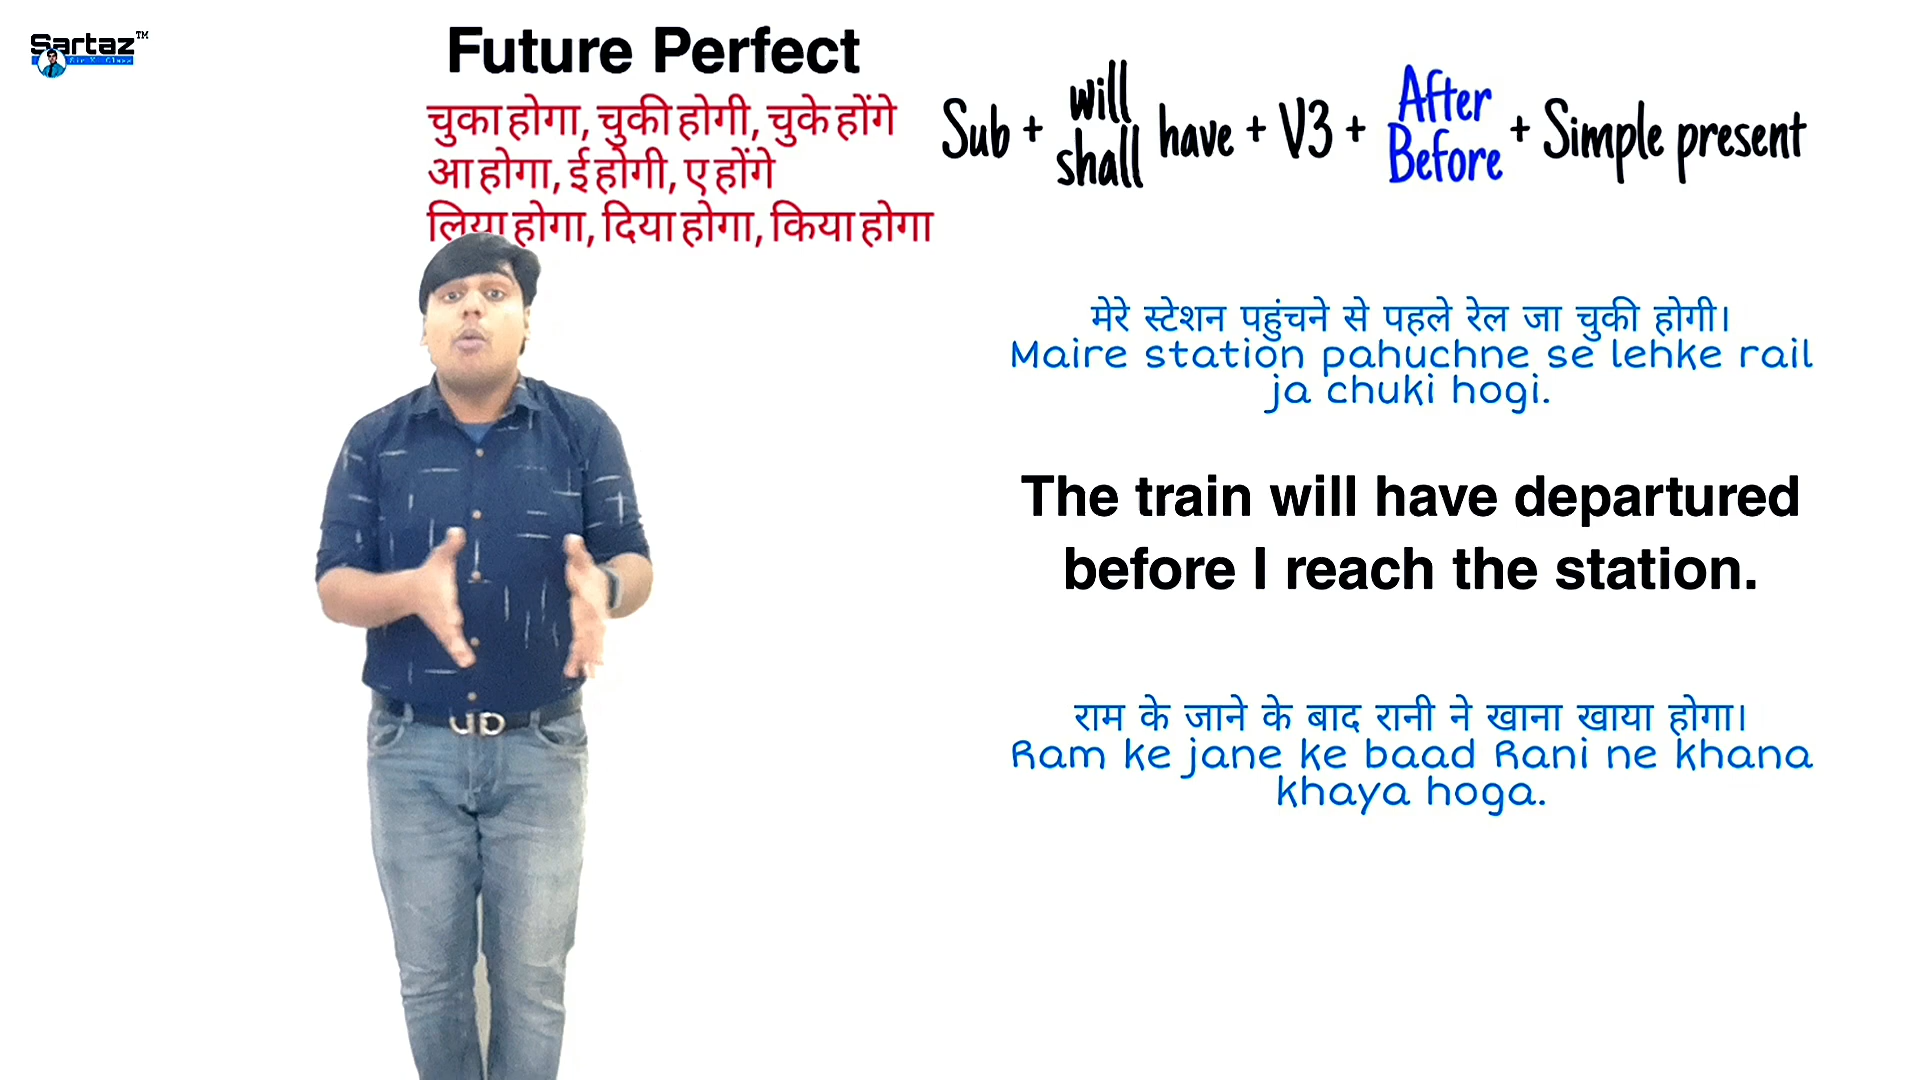 Sartaz™
Future Perfect
चुका होगा, चुकी होगी, चुके होंगे
आ होगा, ई होगी, ए होंगे
लिया होगा, दिया होगा, किया होगा
Sub + will shall have + V3 + After Before + Simple present
मेरे स्टेशन पहुंचने से पहले रेल जा चुकी होगी।
Maire station pahuchne se lehke rail
ja chuki hogi.
The train will have departured
before I reach the station.
राम के जाने के बाद रानी ने खाना खाया होगा।
Ram ke jane ke baad Rani ne khana
khaya hoga.